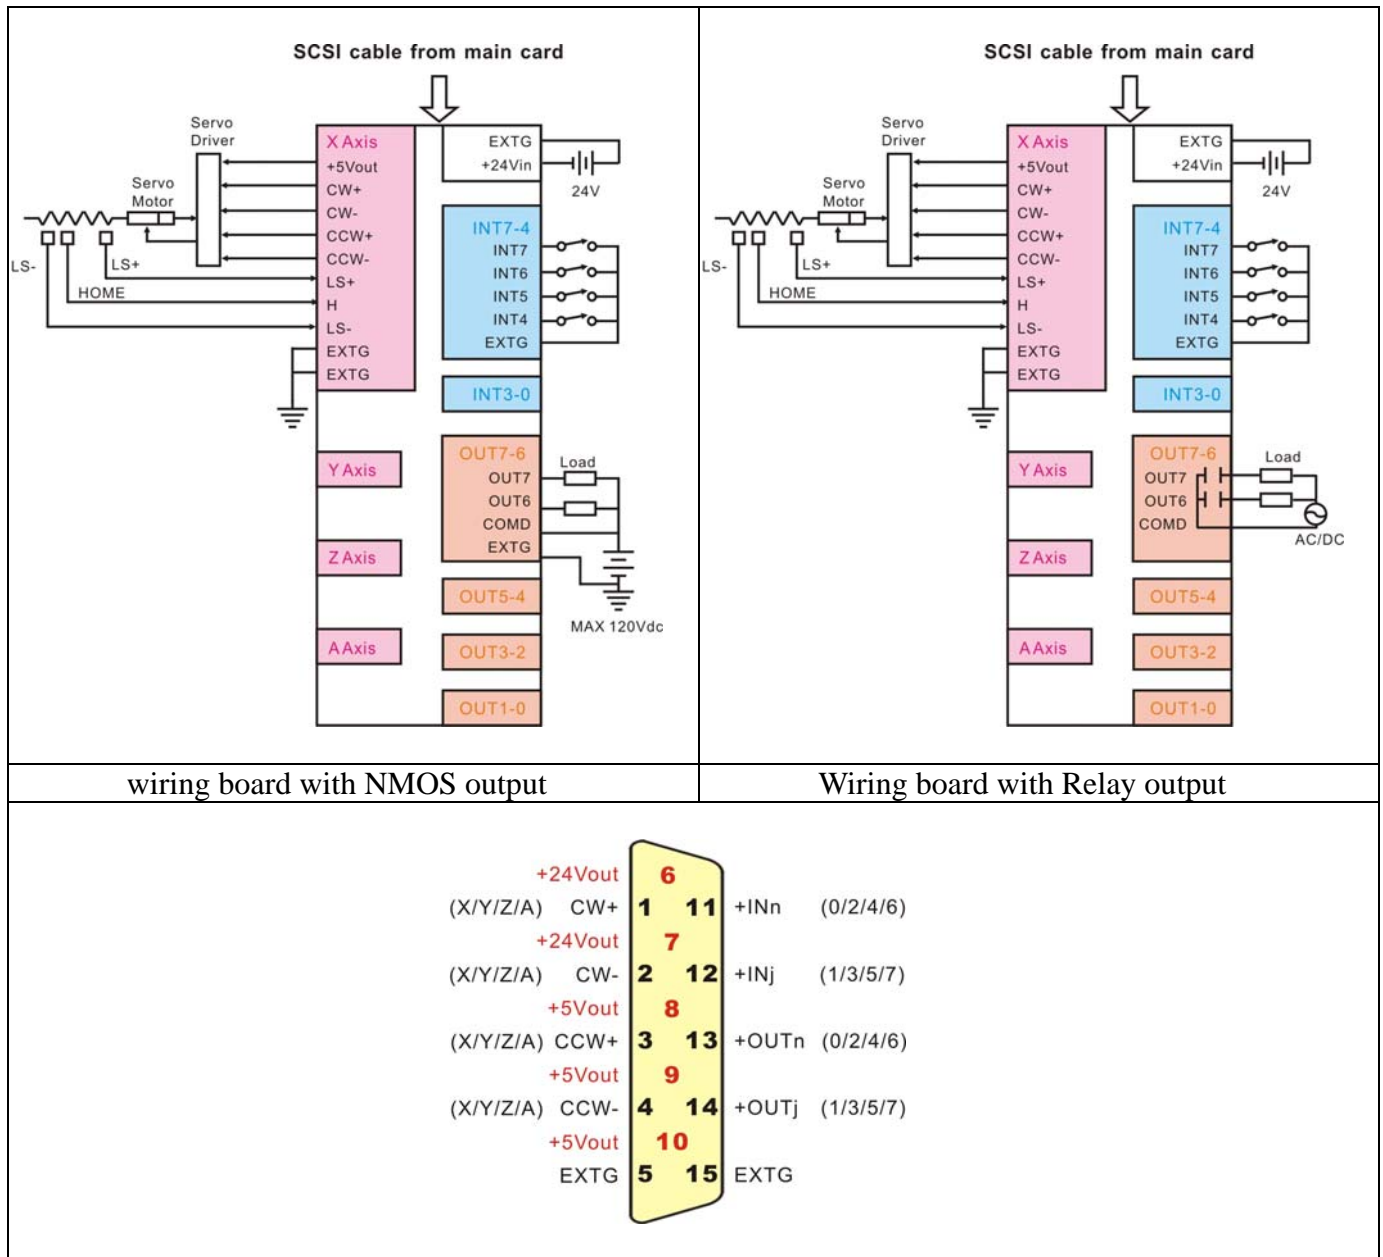 SCSI cable from main card
Servo
Driver
Servo
Motor
LS-
HOME
LS+
X Axis
+5Vout
CW+
CW-
CCW+
CCW-
LS+
H
LS-
EXTG
EXTG
Y Axis
Z Axis
A Axis
EXTG
+24Vin
24V
INT7-4
INT7
INT6
INT5
INT4
EXTG
INT3-0
OUT7-6
OUT7
OUT6
COMD
EXTG
Load
MAX 120Vdc
OUT5-4
OUT3-2
OUT1-0
wiring board with NMOS output
SCSI cable from main card
Servo
Driver
Servo
Motor
LS-
HOME
LS+
X Axis
+5Vout
CW+
CW-
CCW+
CCW-
LS+
H
LS-
EXTG
EXTG
Y Axis
Z Axis
A Axis
EXTG
+24Vin
24V
INT7-4
INT7
INT6
INT5
INT4
EXTG
INT3-0
OUT7-6
OUT7
OUT6
COMD
Load
AC/DC
OUT5-4
OUT3-2
OUT1-0
Wiring board with Relay output
+24Vout 6
(X/Y/Z/A) CW+ 1 11 +INn (0/2/4/6)
+24Vout 7
(X/Y/Z/A) CW- 2 12 +INj (1/3/5/7)
+5Vout 8
(X/Y/Z/A) CCW+ 3 13 +OUTn (0/2/4/6)
+5Vout 9
(X/Y/Z/A) CCW- 4 14 +OUTj (1/3/5/7)
+5Vout 10
EXTG 5 15 EXTG